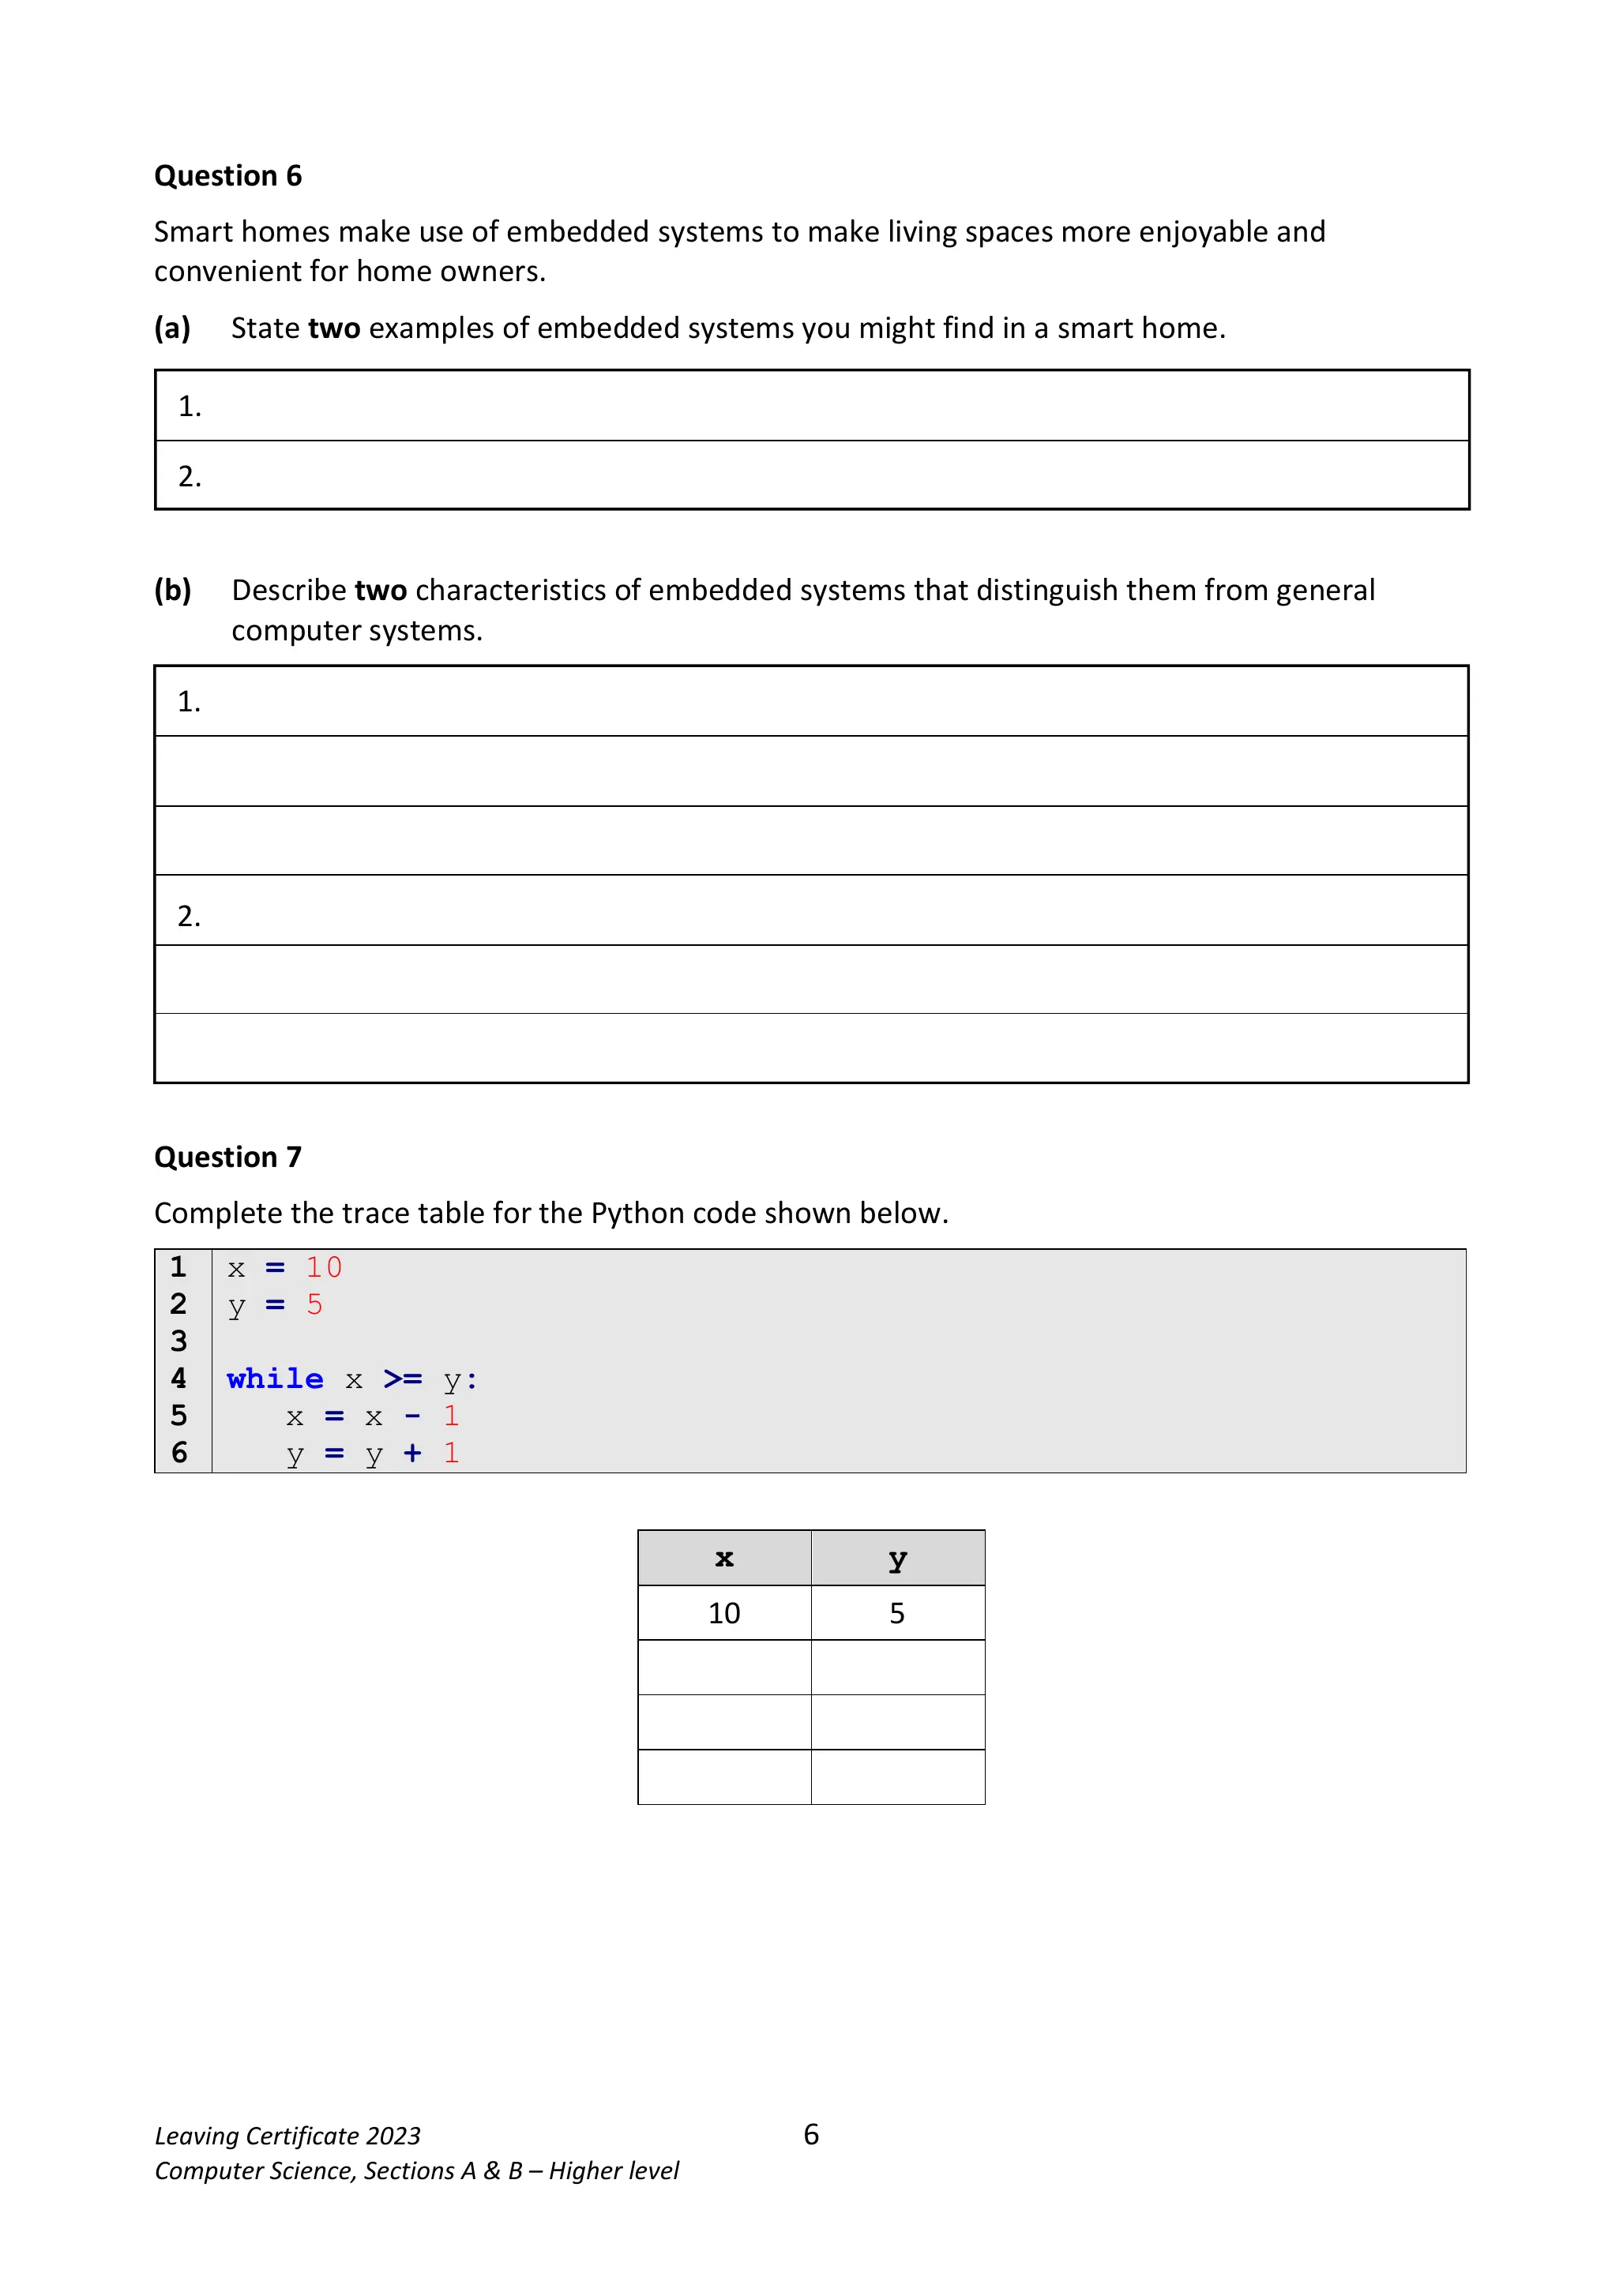 Question 6
Smart homes make use of embedded systems to make living spaces more enjoyable and
convenient for home owners.
(a) State two examples of embedded systems you might find in a smart home.
1.
2.
(b) Describe two characteristics of embedded systems that distinguish them from general
computer systems.
1.
2.
Question 7
Complete the trace table for the Python code shown below.
1 x = 10
2 y = 5
3
4 while x >= y:
5    x = x - 1
6    y = y + 1
x y
10 5
Leaving Certificate 2023 6
Computer Science, Sections A & B – Higher level